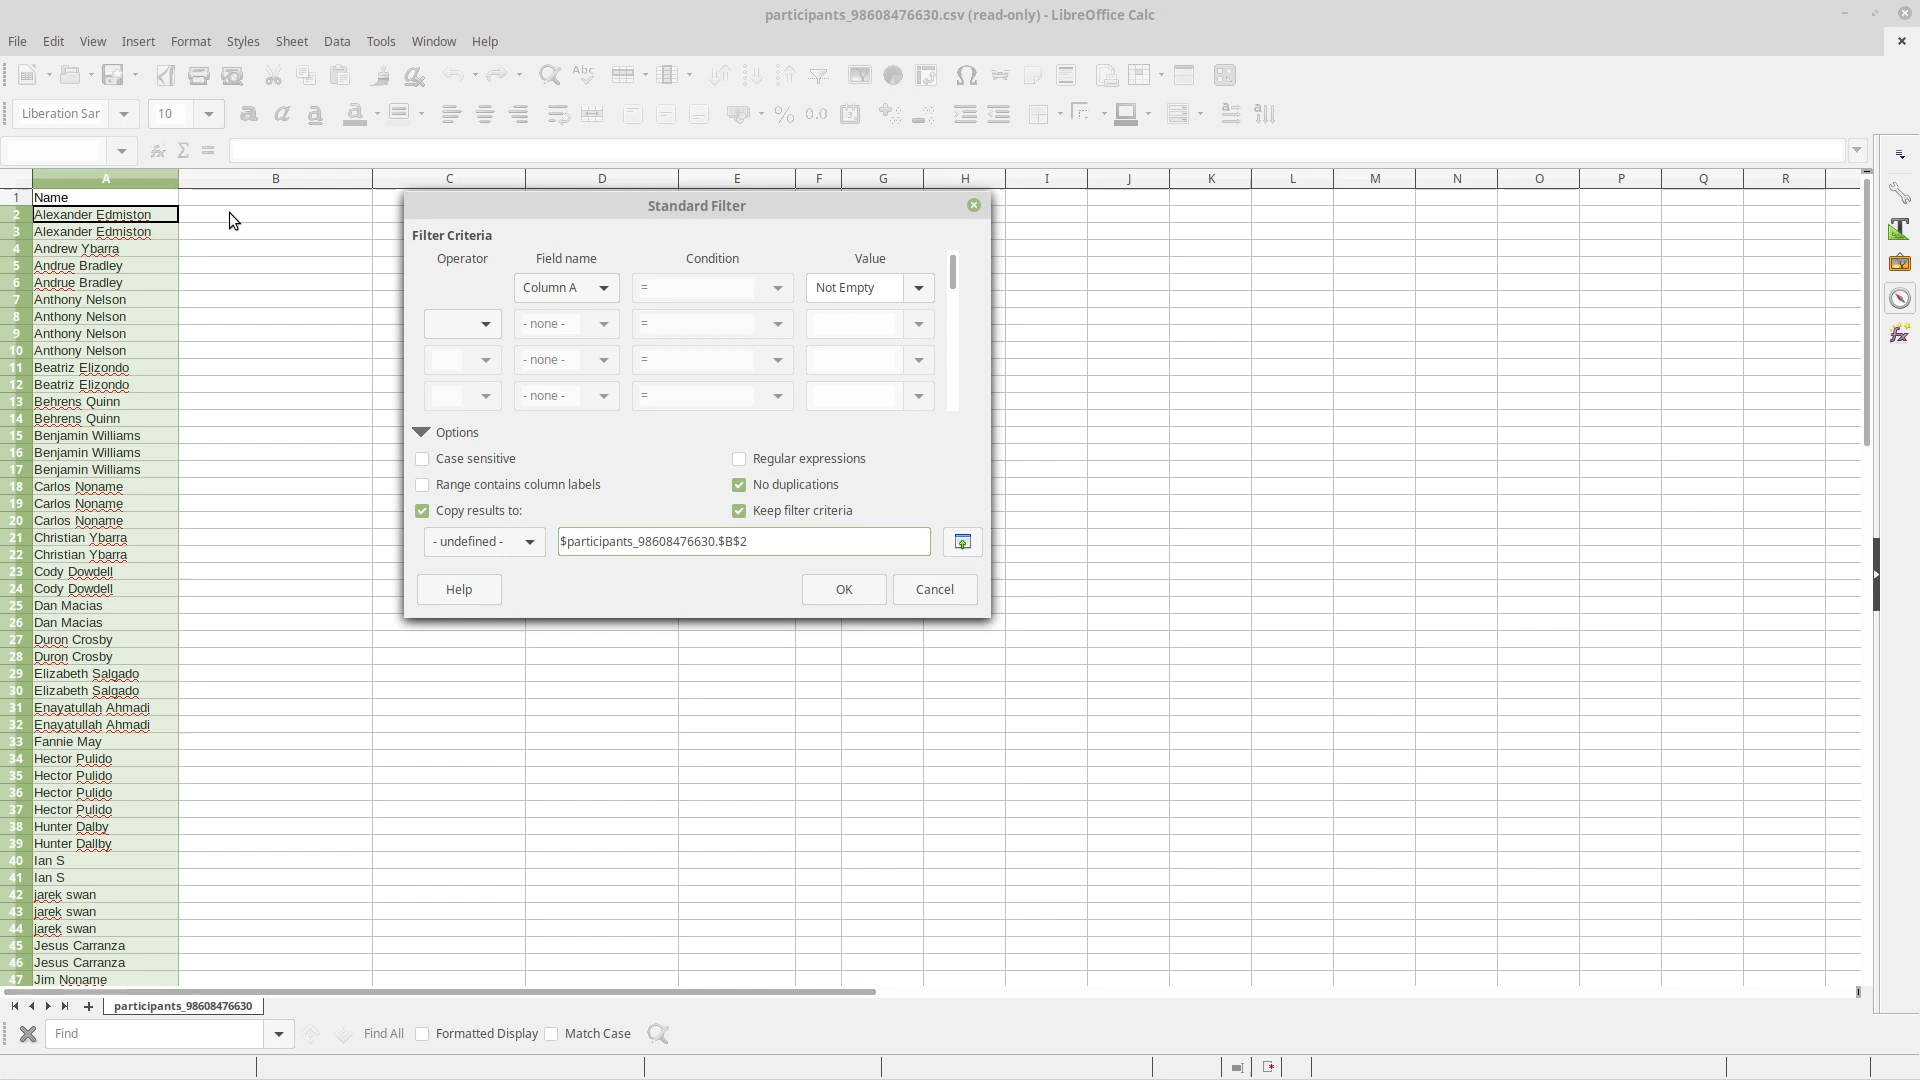 participants_98608476630.csv (read-only) - LibreOffice Calc
File Edit View Insert Format Styles Sheet Data Tools Window Help
Liberation Sar 10
A B C D E F G H I J K L M N O P Q R
1 Name
2 Alexander Edmiston
3 Alexander Edmiston
4 Andrew Ybarra
5 Andrue Bradley
6 Andrue Bradley
7 Anthony Nelson
8 Anthony Nelson
9 Anthony Nelson
10 Anthony Nelson
11 Beatriz Elizondo
12 Beatriz Elizondo
13 Behrens Quinn
14 Behrens Quinn
15 Benjamin Williams
16 Benjamin Williams
17 Benjamin Williams
18 Carlos Noname
19 Carlos Noname
20 Carlos Noname
21 Christian Ybarra
22 Christian Ybarra
23 Cody Dowdell
24 Cody Dowdell
25 Dan Macias
26 Dan Macias
27 Duron Crosby
28 Duron Crosby
29 Elizabeth Salgado
30 Elizabeth Salgado
31 Enayatullah Ahmadi
32 Enayatullah Ahmadi
33 Fannie May
34 Hector Pulido
35 Hector Pulido
36 Hector Pulido
37 Hector Pulido
38 Hunter Dalby
39 Hunter Dallby
40 Ian S
41 Ian S
42 jarek swan
43 jarek swan
44 jarek swan
45 Jesus Carranza
46 Jesus Carranza
47 Jim Noname
Standard Filter
Filter Criteria
Operator Field name Condition Value
Column A = Not Empty
- none - =
- none - =
- none - =
Options
Case sensitive Regular expressions
Range contains column labels No duplications
Copy results to: Keep filter criteria
- undefined - $participants_98608476630.$B$2
Help OK Cancel
participants_98608476630
Find Find All Formatted Display Match Case